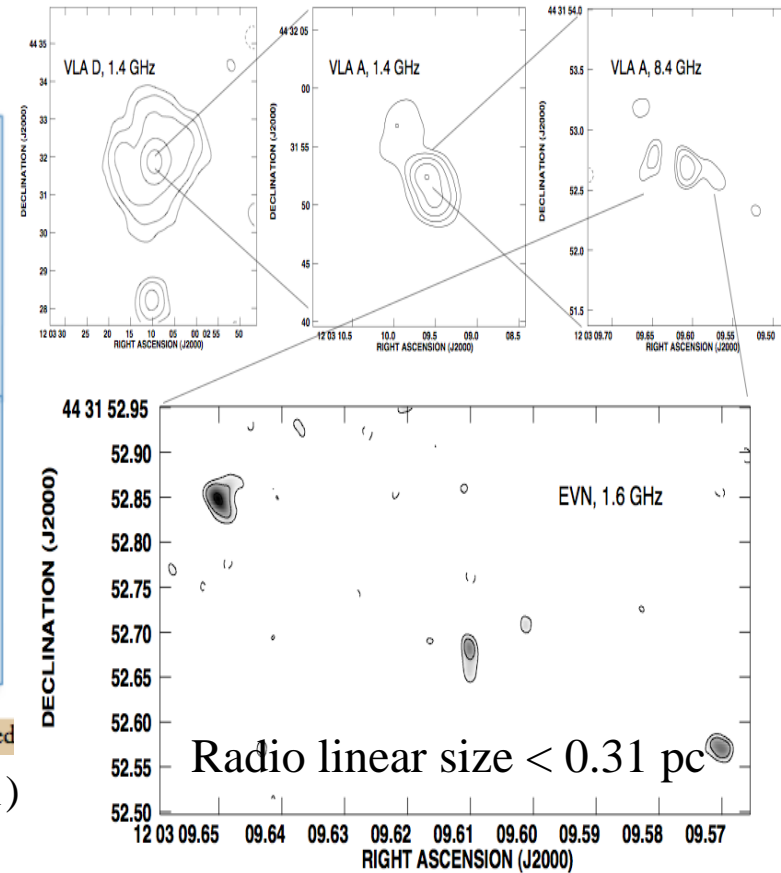 44 31 54.0
44 32 05
44 35
VLA D, 1.4 GHz
VLA A, 1.4 GHz
VLA A, 8.4 GHz
34
33
32
31
30
29
28
DECLINATION (J2000)
12 03 30 25 20 15 10 05 00 02 55 50
RIGHT ASCENSION (J2000)
00
31 55
50
45
40
DECLINATION (J2000)
12 03 10.5 10.0 09.5 09.0 08.5
RIGHT ASCENSION (J2000)
53.5
53.0
52.5
52.0
51.5
DECLINATION (J2000)
12 03 09.70 09.65 09.60 09.55 09.50
RIGHT ASCENSION (J2000)
44 31 52.95
52.90
52.85
52.80
52.75
52.70
52.65
52.60
52.55
52.50
DECLINATION (J2000)
EVN, 1.6 GHz
Radio linear size < 0.31 pc
12 03 09.65 09.64 09.63 09.62 09.61 09.60 09.59 09.58 09.57
RIGHT ASCENSION (J2000)
ed
)